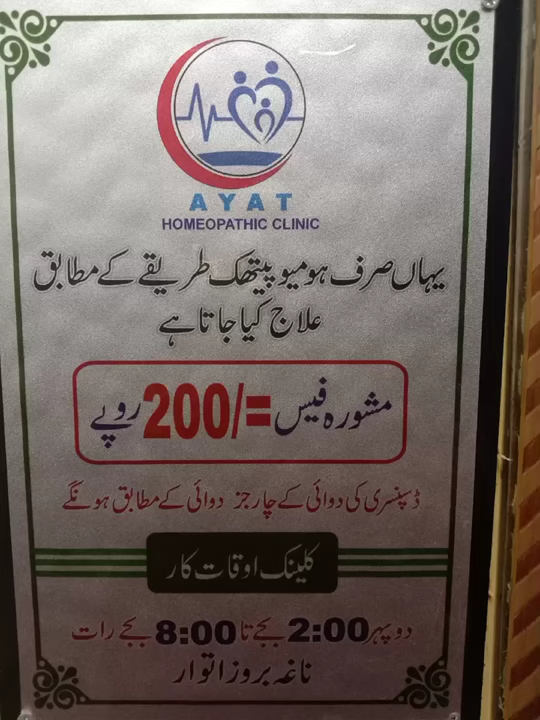 AYAT
HOMEOPATHIC CLINIC
یہاں صرف ہومیوپیتھک طریقے کے مطابق
علاج کیا جاتا ہے
مشورہ فیس =/200 روپے
ڈسپنسری کی دوائی کے چارجز دوائی کے مطابق ہونگے
کلینک اوقات کار
دوپہر 2:00 بجے تا 8:00 بجے رات
ناغہ بروز اتوار